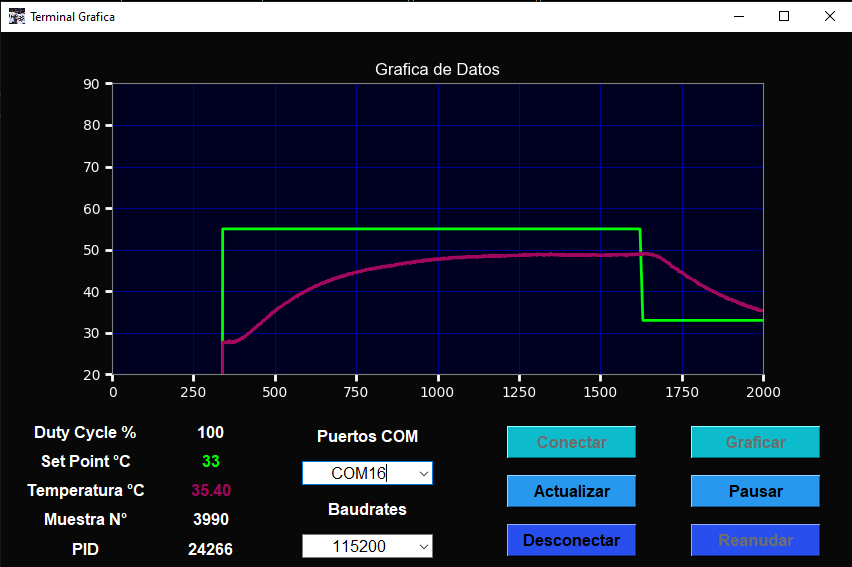 Terminal Grafica
Grafica de Datos
90
80
70
60
50
40
30
20
0 250 500 750 1000 1250 1500 1750 2000
Duty Cycle % 100
Set Point °C 33
Temperatura °C 35.40
Muestra N° 3990
PID 24266
Puertos COM
COM16
Baudrates
115200
Conectar Graficar
Actualizar Pausar
Desconectar Reanudar